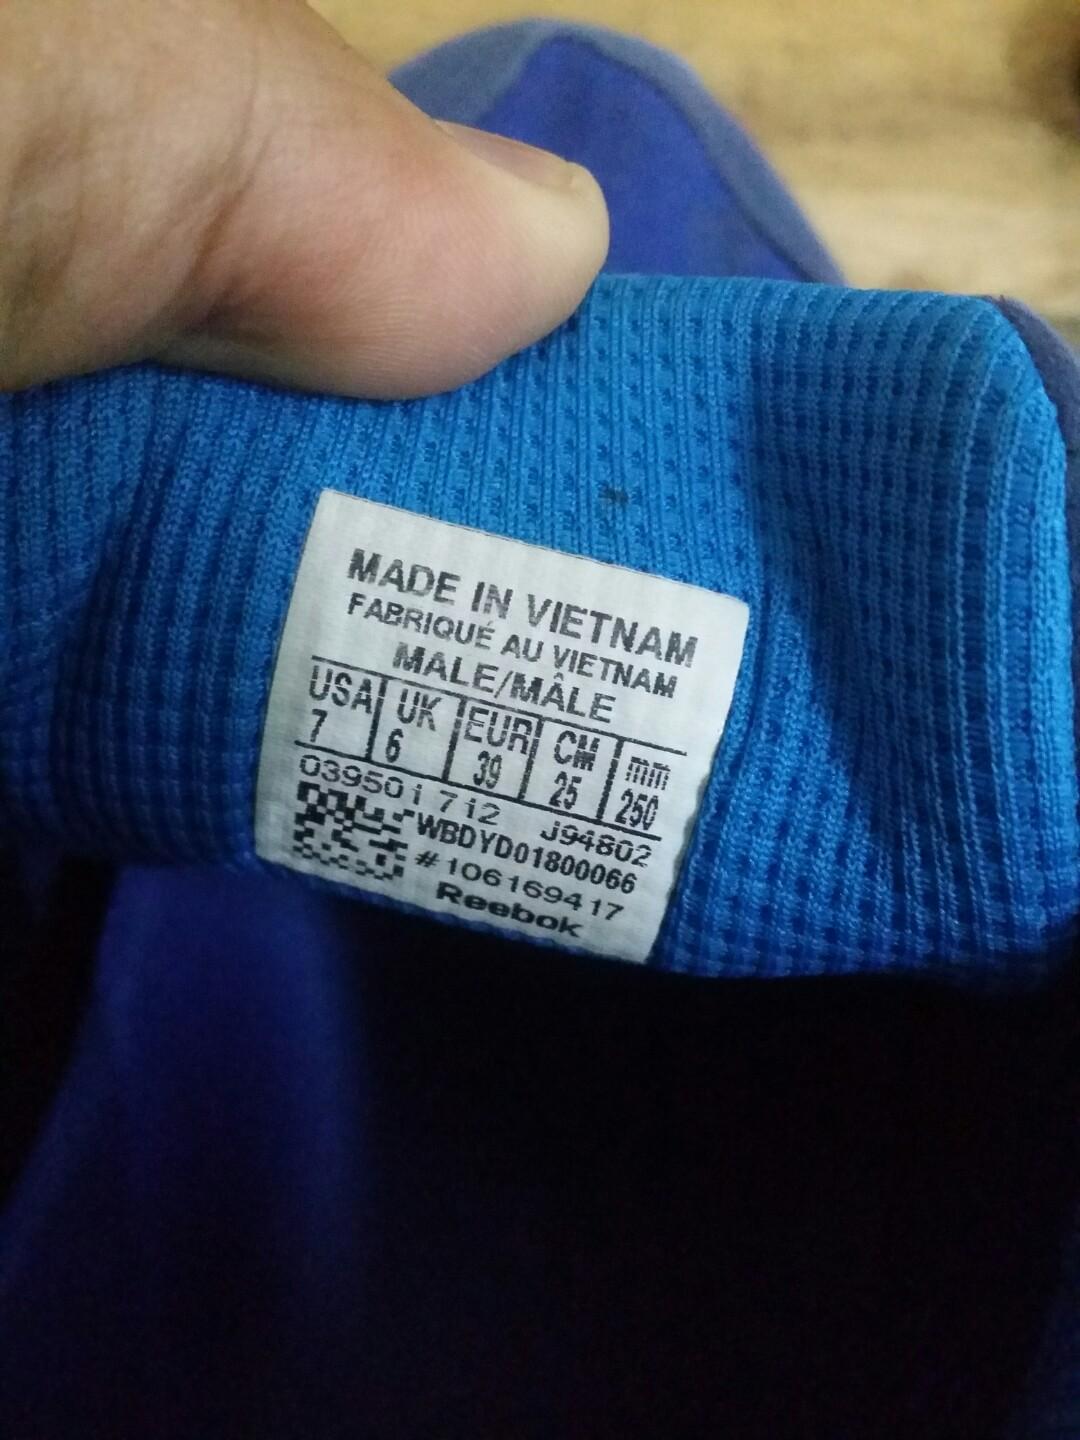 MADE IN VIETNAM
FABRIQUÉ AU VIETNAM
MALE/MÂLE
USA UK EUR CM mm
7 6 39 25 250
039501 712 J94802
WBDYD01800066
#106169417
Reebok